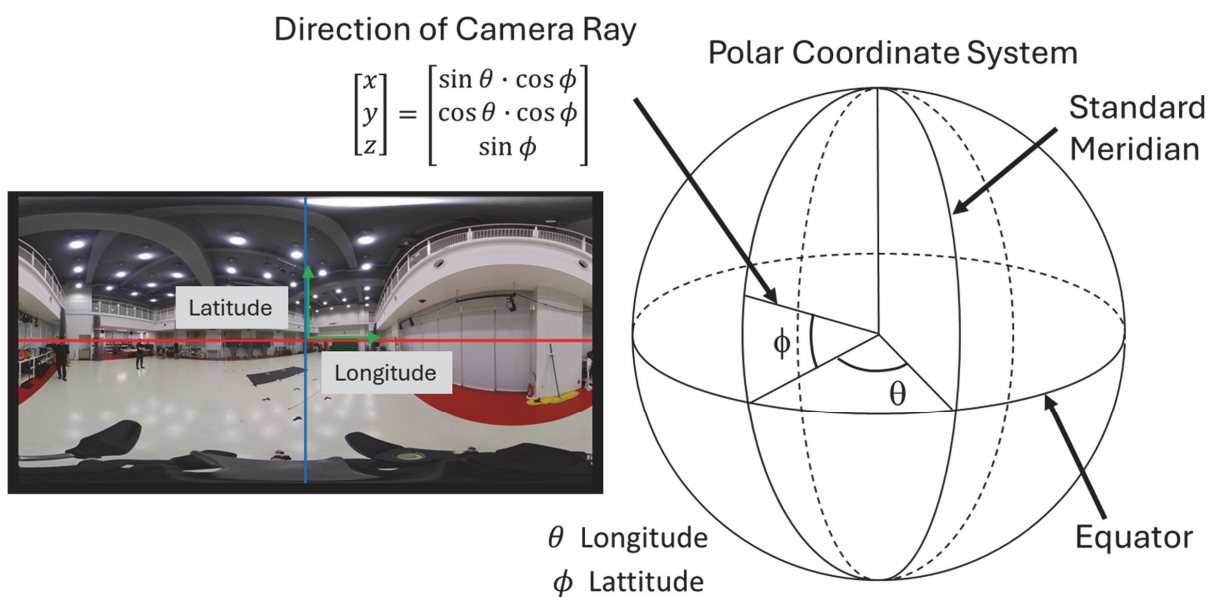 Direction of Camera Ray
[x y z] = [sin θ · cos ϕ cos θ · cos ϕ sin ϕ]
Polar Coordinate System
Standard
Meridian
Latitude
Longitude
ϕ
θ
Equator
θ Longitude
ϕ Lattitude